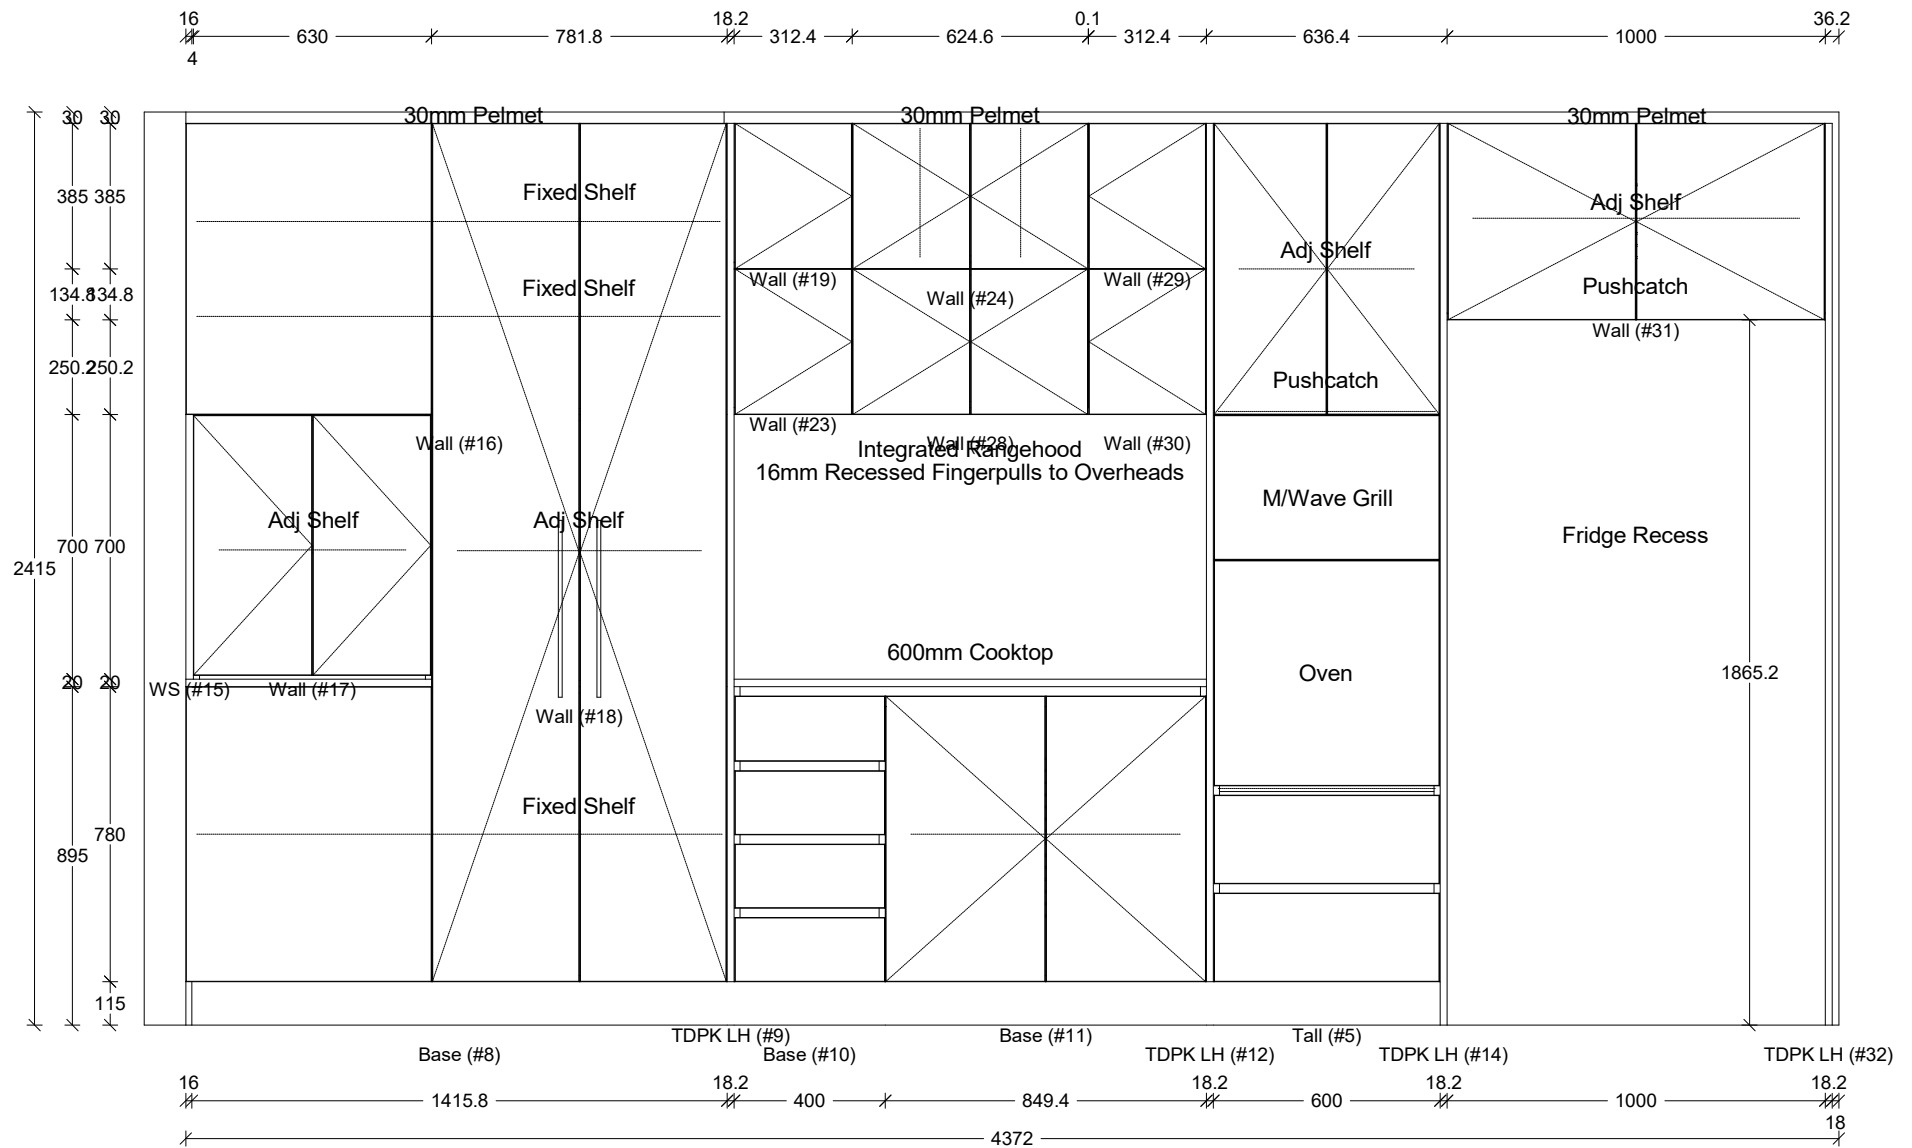 16 18.2 0.1 36.2
630 781.8 312.4 624.6 312.4 636.4 1000
4
30mm Pelmet 30mm Pelmet 30mm Pelmet
30 30
385 385
Fixed Shelf
Adj Shelf
Adj Shelf
134.8 134.8
Fixed Shelf
Wall (#19) Wall (#24) Wall (#29)
Pushcatch
Wall (#31)
250.2 250.2
Pushcatch
Wall (#23) Wall (#28) Wall (#30)
Wall (#16)
Integrated Rangehood
16mm Recessed Fingerpulls to Overheads
M/Wave Grill
Adj Shelf Adj Shelf
Fridge Recess
700 700
2415
600mm Cooktop
Oven
1865.2
20 20
WS (#15) Wall (#17)
Wall (#18)
Fixed Shelf
780
895
115
TDPK LH (#9) Base (#11) Tall (#5)
Base (#8) Base (#10) TDPK LH (#12) TDPK LH (#14) TDPK LH (#32)
16 18.2 18.2 18.2 18.2
1415.8 400 849.4 600 1000
18
4372